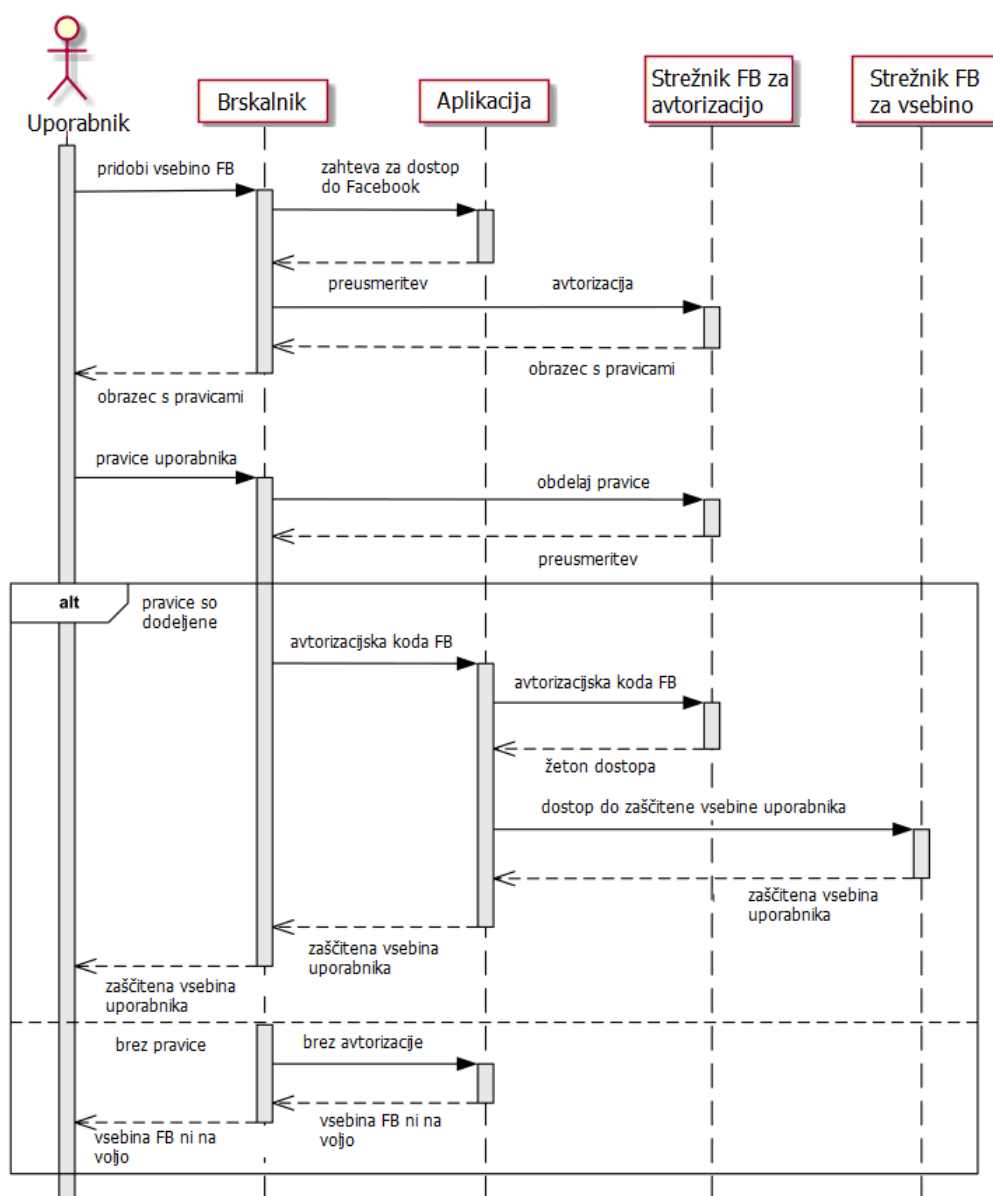 Uporabnik
Brskalnik
Aplikacija
Strežnik FB za
avtorizacijo
Strežnik FB
za vsebino
pridobi vsebino FB
zahteva za dostop
do Facebook
preusmeritev
avtorizacija
obrazec s pravicami
obrazec s pravicami
pravice uporabnika
obdelaj pravice
preusmeritev
alt
pravice so
dodeljene
avtorizacijska koda FB
avtorizacijska koda FB
žeton dostopa
dostop do zaščitene vsebine uporabnika
zaščitena vsebina
uporabnika
zaščitena vsebina
uporabnika
zaščitena vsebina
uporabnika
brez pravice
brez avtorizacije
vsebina FB ni na
voljo
vsebina FB ni na
voljo